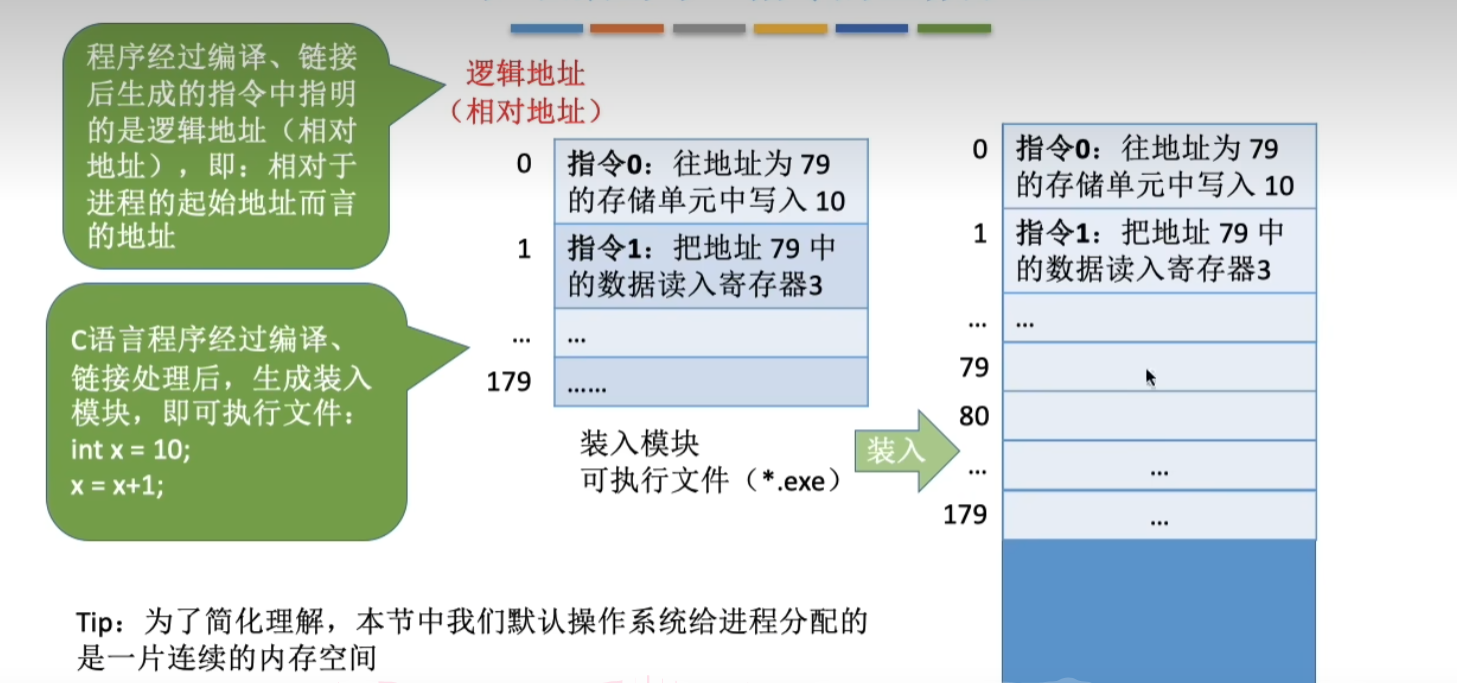 程序经过编译、链接
后生成的指令中指明
的是逻辑地址（相对
地址），即：相对于
进程的起始地址而言
的地址
C语言程序经过编译、
链接处理后，生成装入
模块，即可执行文件：
int x = 10;
x = x+1;
逻辑地址
（相对地址）
0
指令0：往地址为 79
的存储单元中写入 10
1
指令1：把地址 79 中
的数据读入寄存器3
...
...
179
......
装入模块
可执行文件（*.exe）
装入
0
指令0：往地址为 79
的存储单元中写入 10
1
指令1：把地址 79 中
的数据读入寄存器3
...
...
79
80
...
...
179
...
Tip：为了简化理解，本节中我们默认操作系统给进程分配的
是一片连续的内存空间